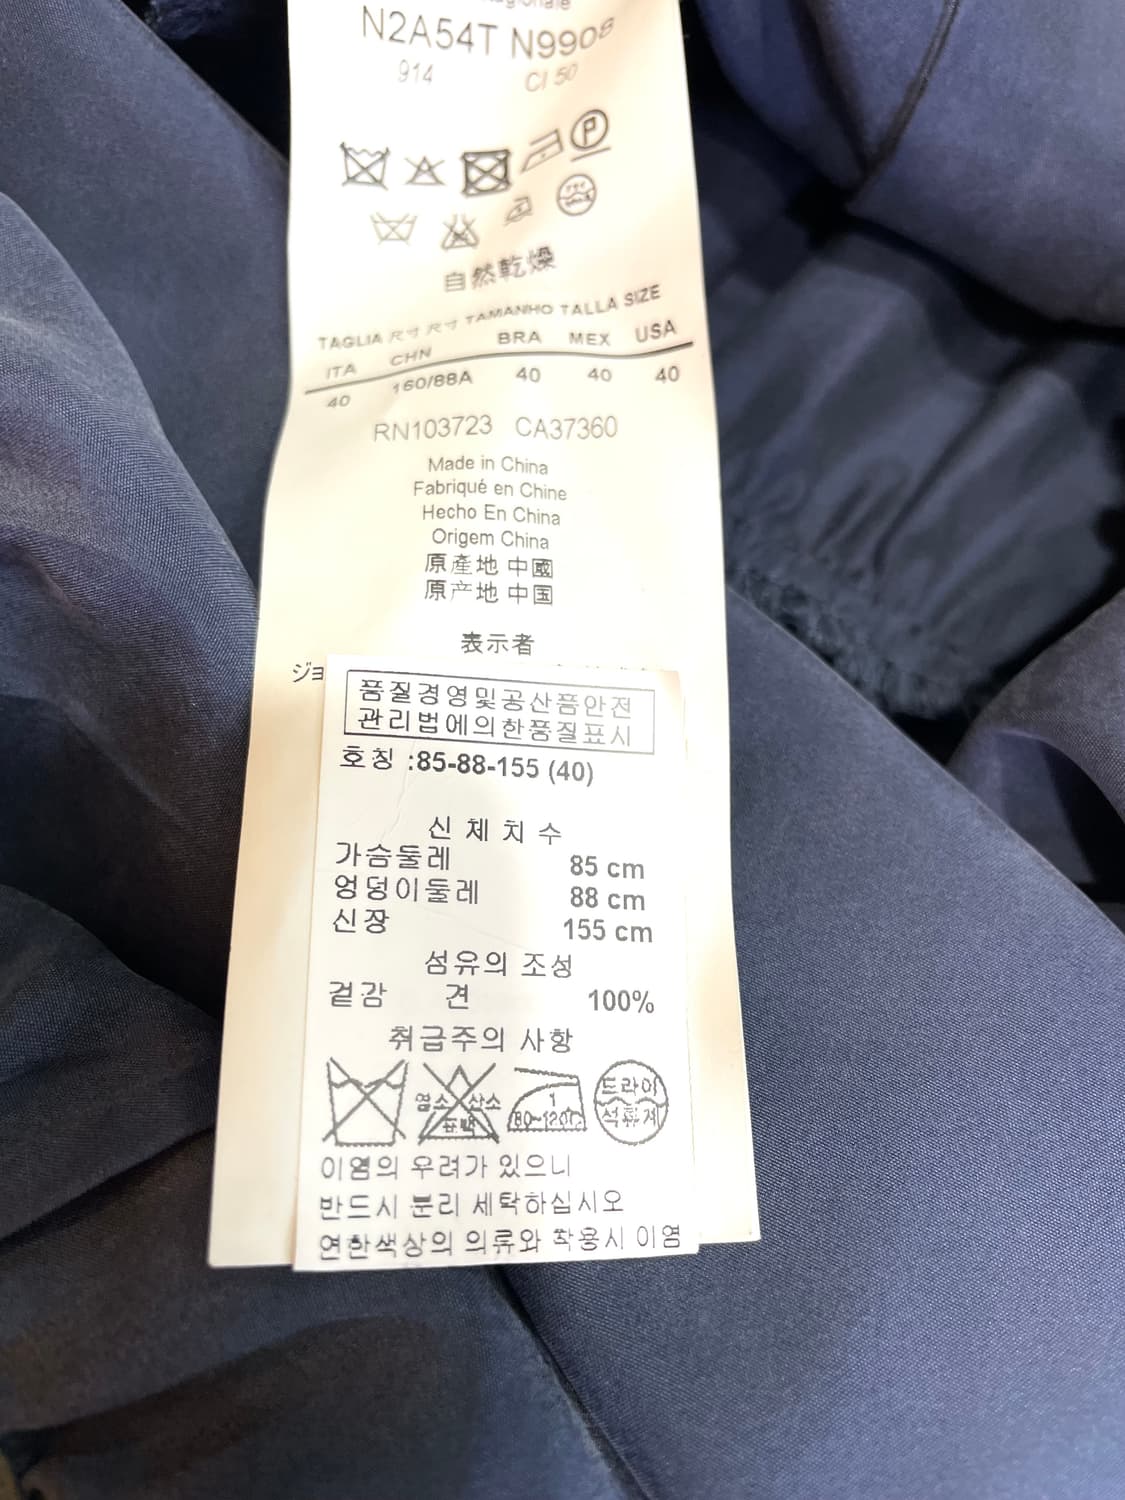 N2A54T N9908
914 CI 50
P
自然乾燥
TAGLIA 尺寸 尺寸 TAMANHO TALLA SIZE
ITA CHN BRA MEX USA
40 160/88A 40 40 40
RN103723 CA37360
Made in China
Fabriqué en Chine
Hecho En China
Origem China
原產地 中國
原产地 中国
表示者
ジョ
품질경영및공산품안전
관리법에의한품질표시
호칭 :85-88-155 (40)
신 체 치 수
가슴둘레 85 cm
엉덩이둘레 88 cm
신장 155 cm
섬유의 조성
겉감 견 100%
취급주의 사항
염소 산소 표백
1
80~120℃
드라이
석유계
이염의 우려가 있으니
반드시 분리 세탁하십시오
연한색상의 의류와 착용시 이염